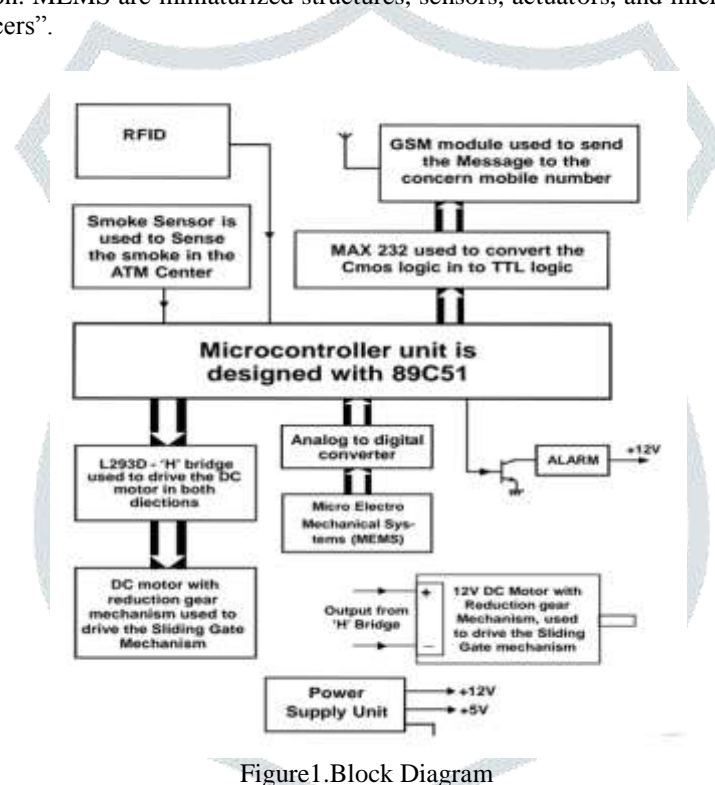 on. MEMS are miniaturized structures, sensors, actuators, and
cers”.
RFID
GSM module used to send
the Message to the
concern mobile number
Smoke Sensor is
used to Sense
the smoke in the
ATM Center
MAX 232 used to convert the
Cmos logic in to TTL logic
Microcontroller unit is
designed with 89C51
L293D - ‘H’ bridge
used to drive the DC
motor in both
diections
Analog to digital
converter
ALARM
+12V
Micro Electro
Mechanical Sys-
tems (MEMS)
DC motor with
reduction gear
mechanism used to
drive the Sliding Gate
Mechanism
Output from
‘H’ Bridge
+
–
12V DC Motor with
Reduction gear
Mechanism, used
to drive the Sliding
Gate mechanism
Power
Supply Unit
+12V
+5V
Figure1.Block Diagram